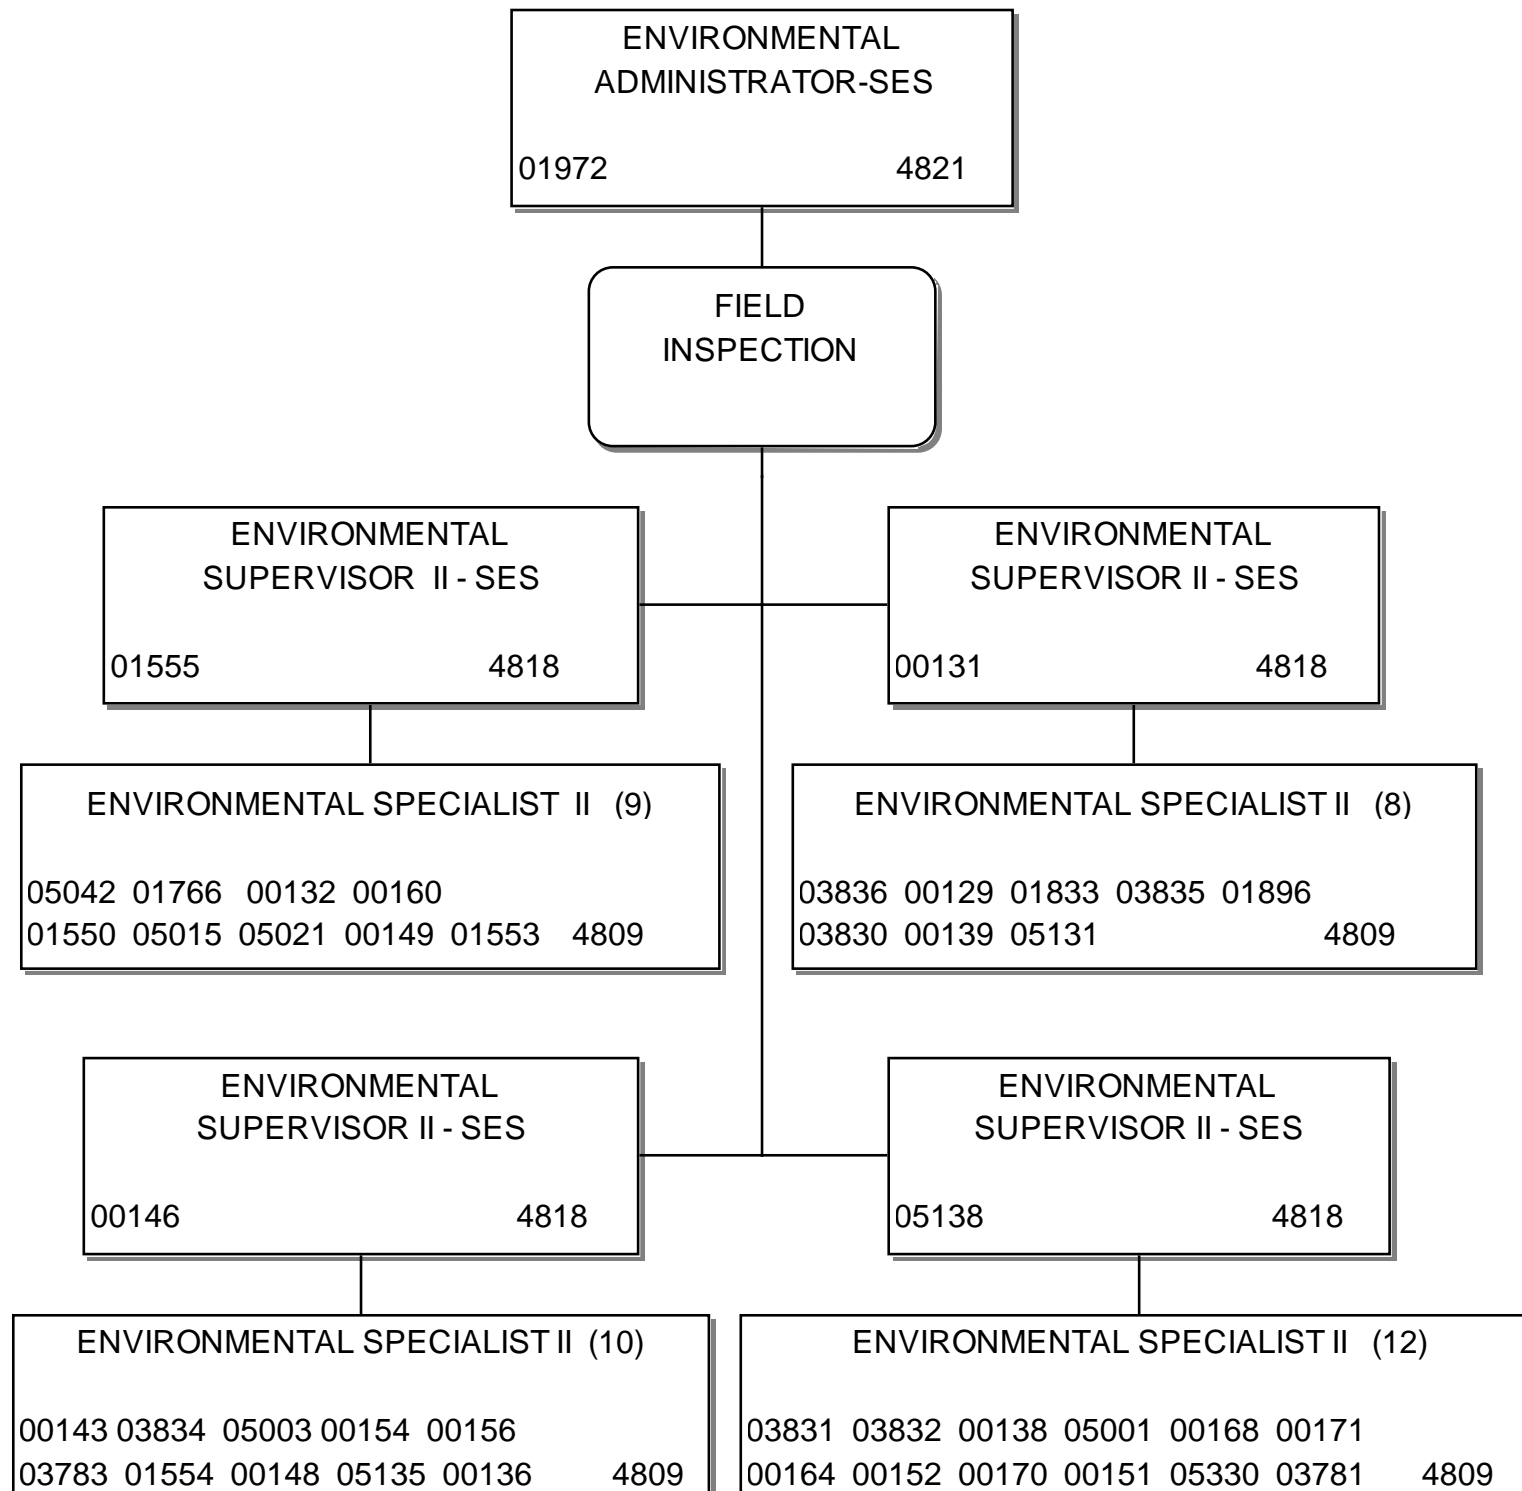 ENVIRONMENTAL
ADMINISTRATOR-SES
01972 4821
FIELD
INSPECTION
ENVIRONMENTAL
SUPERVISOR II - SES
01555 4818
ENVIRONMENTAL
SUPERVISOR II - SES
00131 4818
ENVIRONMENTAL SPECIALIST II (9)
05042 01766 00132 00160
01550 05015 05021 00149 01553 4809
ENVIRONMENTAL SPECIALIST II (8)
03836 00129 01833 03835 01896
03830 00139 05131 4809
ENVIRONMENTAL
SUPERVISOR II - SES
00146 4818
ENVIRONMENTAL
SUPERVISOR II - SES
05138 4818
ENVIRONMENTAL SPECIALIST II (10)
00143 03834 05003 00154 00156
03783 01554 00148 05135 00136 4809
ENVIRONMENTAL SPECIALIST II (12)
03831 03832 00138 05001 00168 00171
00164 00152 00170 00151 05330 03781 4809